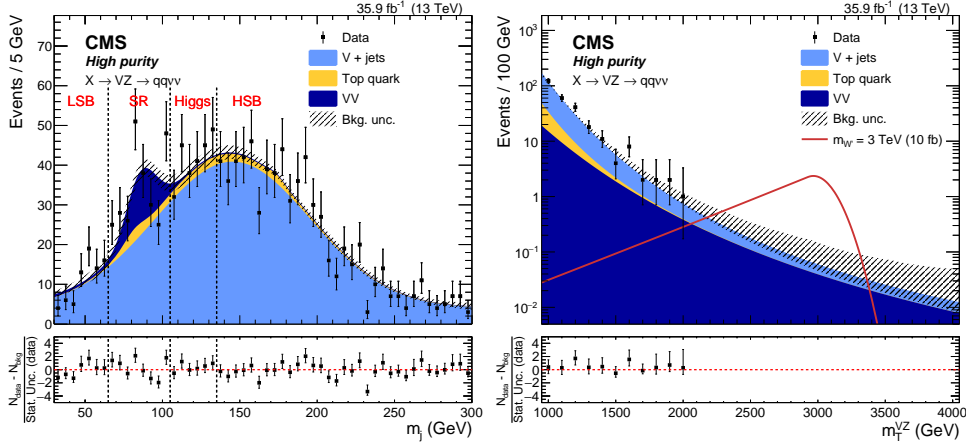 35.9 fb⁻¹ (13 TeV)
CMS
High purity
X → VZ → qqνν
Data
V + jets
Top quark
VV
Bkg. unc.
LSB
SR
Higgs
HSB
Events / 5 GeV
70
60
50
40
30
20
10
0
N_data - N_bkg
Stat. Unc. (data)
4
2
0
−2
−4
50
100
150
200
250
300
m_j (GeV)
35.9 fb⁻¹ (13 TeV)
CMS
High purity
X → VZ → qqνν
Data
V + jets
Top quark
VV
Bkg. unc.
m_W' = 3 TeV (10 fb)
Events / 100 GeV
10³
10²
10
1
10⁻¹
10⁻²
N_data - N_bkg
Stat. Unc. (data)
4
2
0
−2
−4
1000
1500
2000
2500
3000
3500
4000
m_T^VZ (GeV)